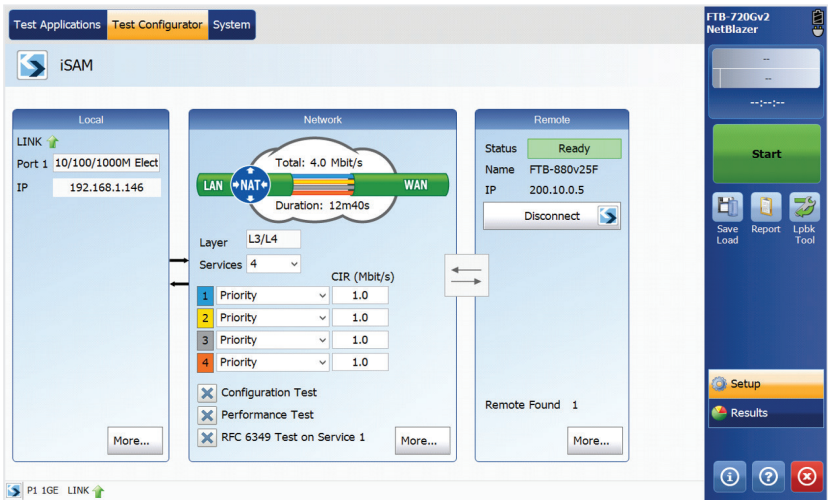 Test Applications Test Configurator System
FTB-720Gv2
NetBlazer
iSAM
--
--
--:--:--
Local
LINK
Port 1 10/100/1000M Elect
IP 192.168.1.146
More...
Network
Total: 4.0 Mbit/s
LAN NAT WAN
Duration: 12m40s
Layer L3/L4
Services 4
CIR (Mbit/s)
1 Priority 1.0
2 Priority 1.0
3 Priority 1.0
4 Priority 1.0
Configuration Test
Performance Test
RFC 6349 Test on Service 1
More...
Remote
Status Ready
Name FTB-880v25F
IP 200.10.0.5
Disconnect
Remote Found 1
More...
Start
Save Load
Report
Lpbk Tool
Setup
Results
P1 1GE LINK